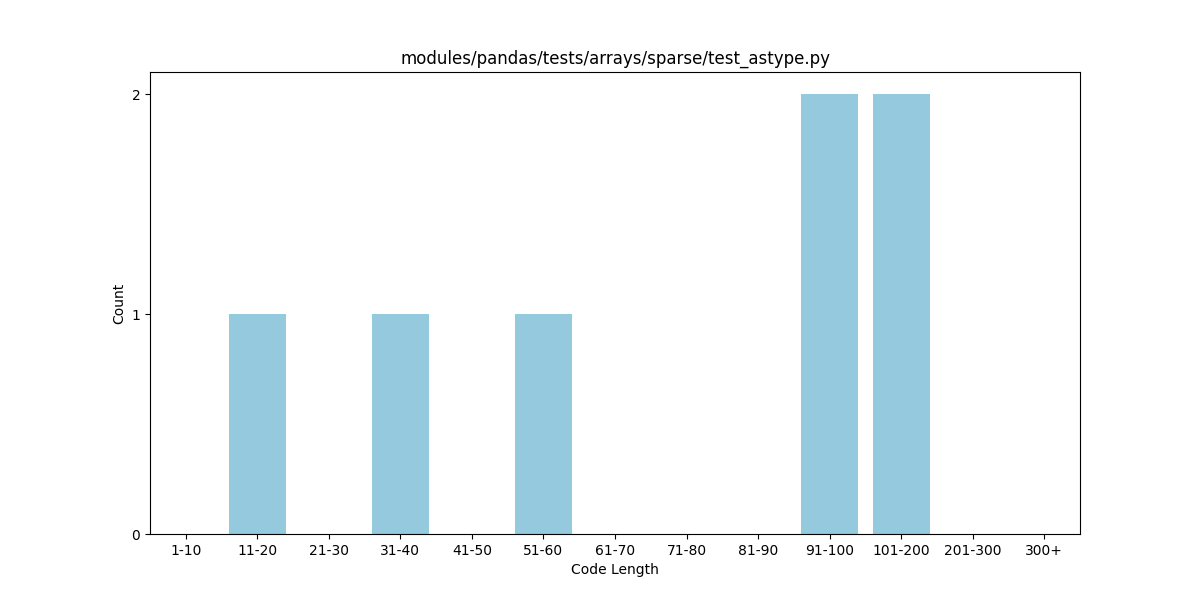 modules/pandas/tests/arrays/sparse/test_astype.py
Count
2
1
0
1-10 11-20 21-30 31-40 41-50 51-60 61-70 71-80 81-90 91-100 101-200 201-300 300+
Code Length